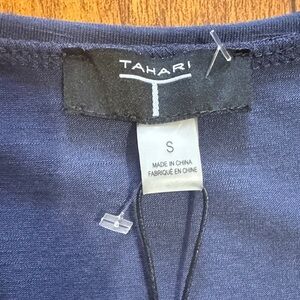 TAHARI
S
MADE IN CHINA
FABRIQUÉ EN CHINE